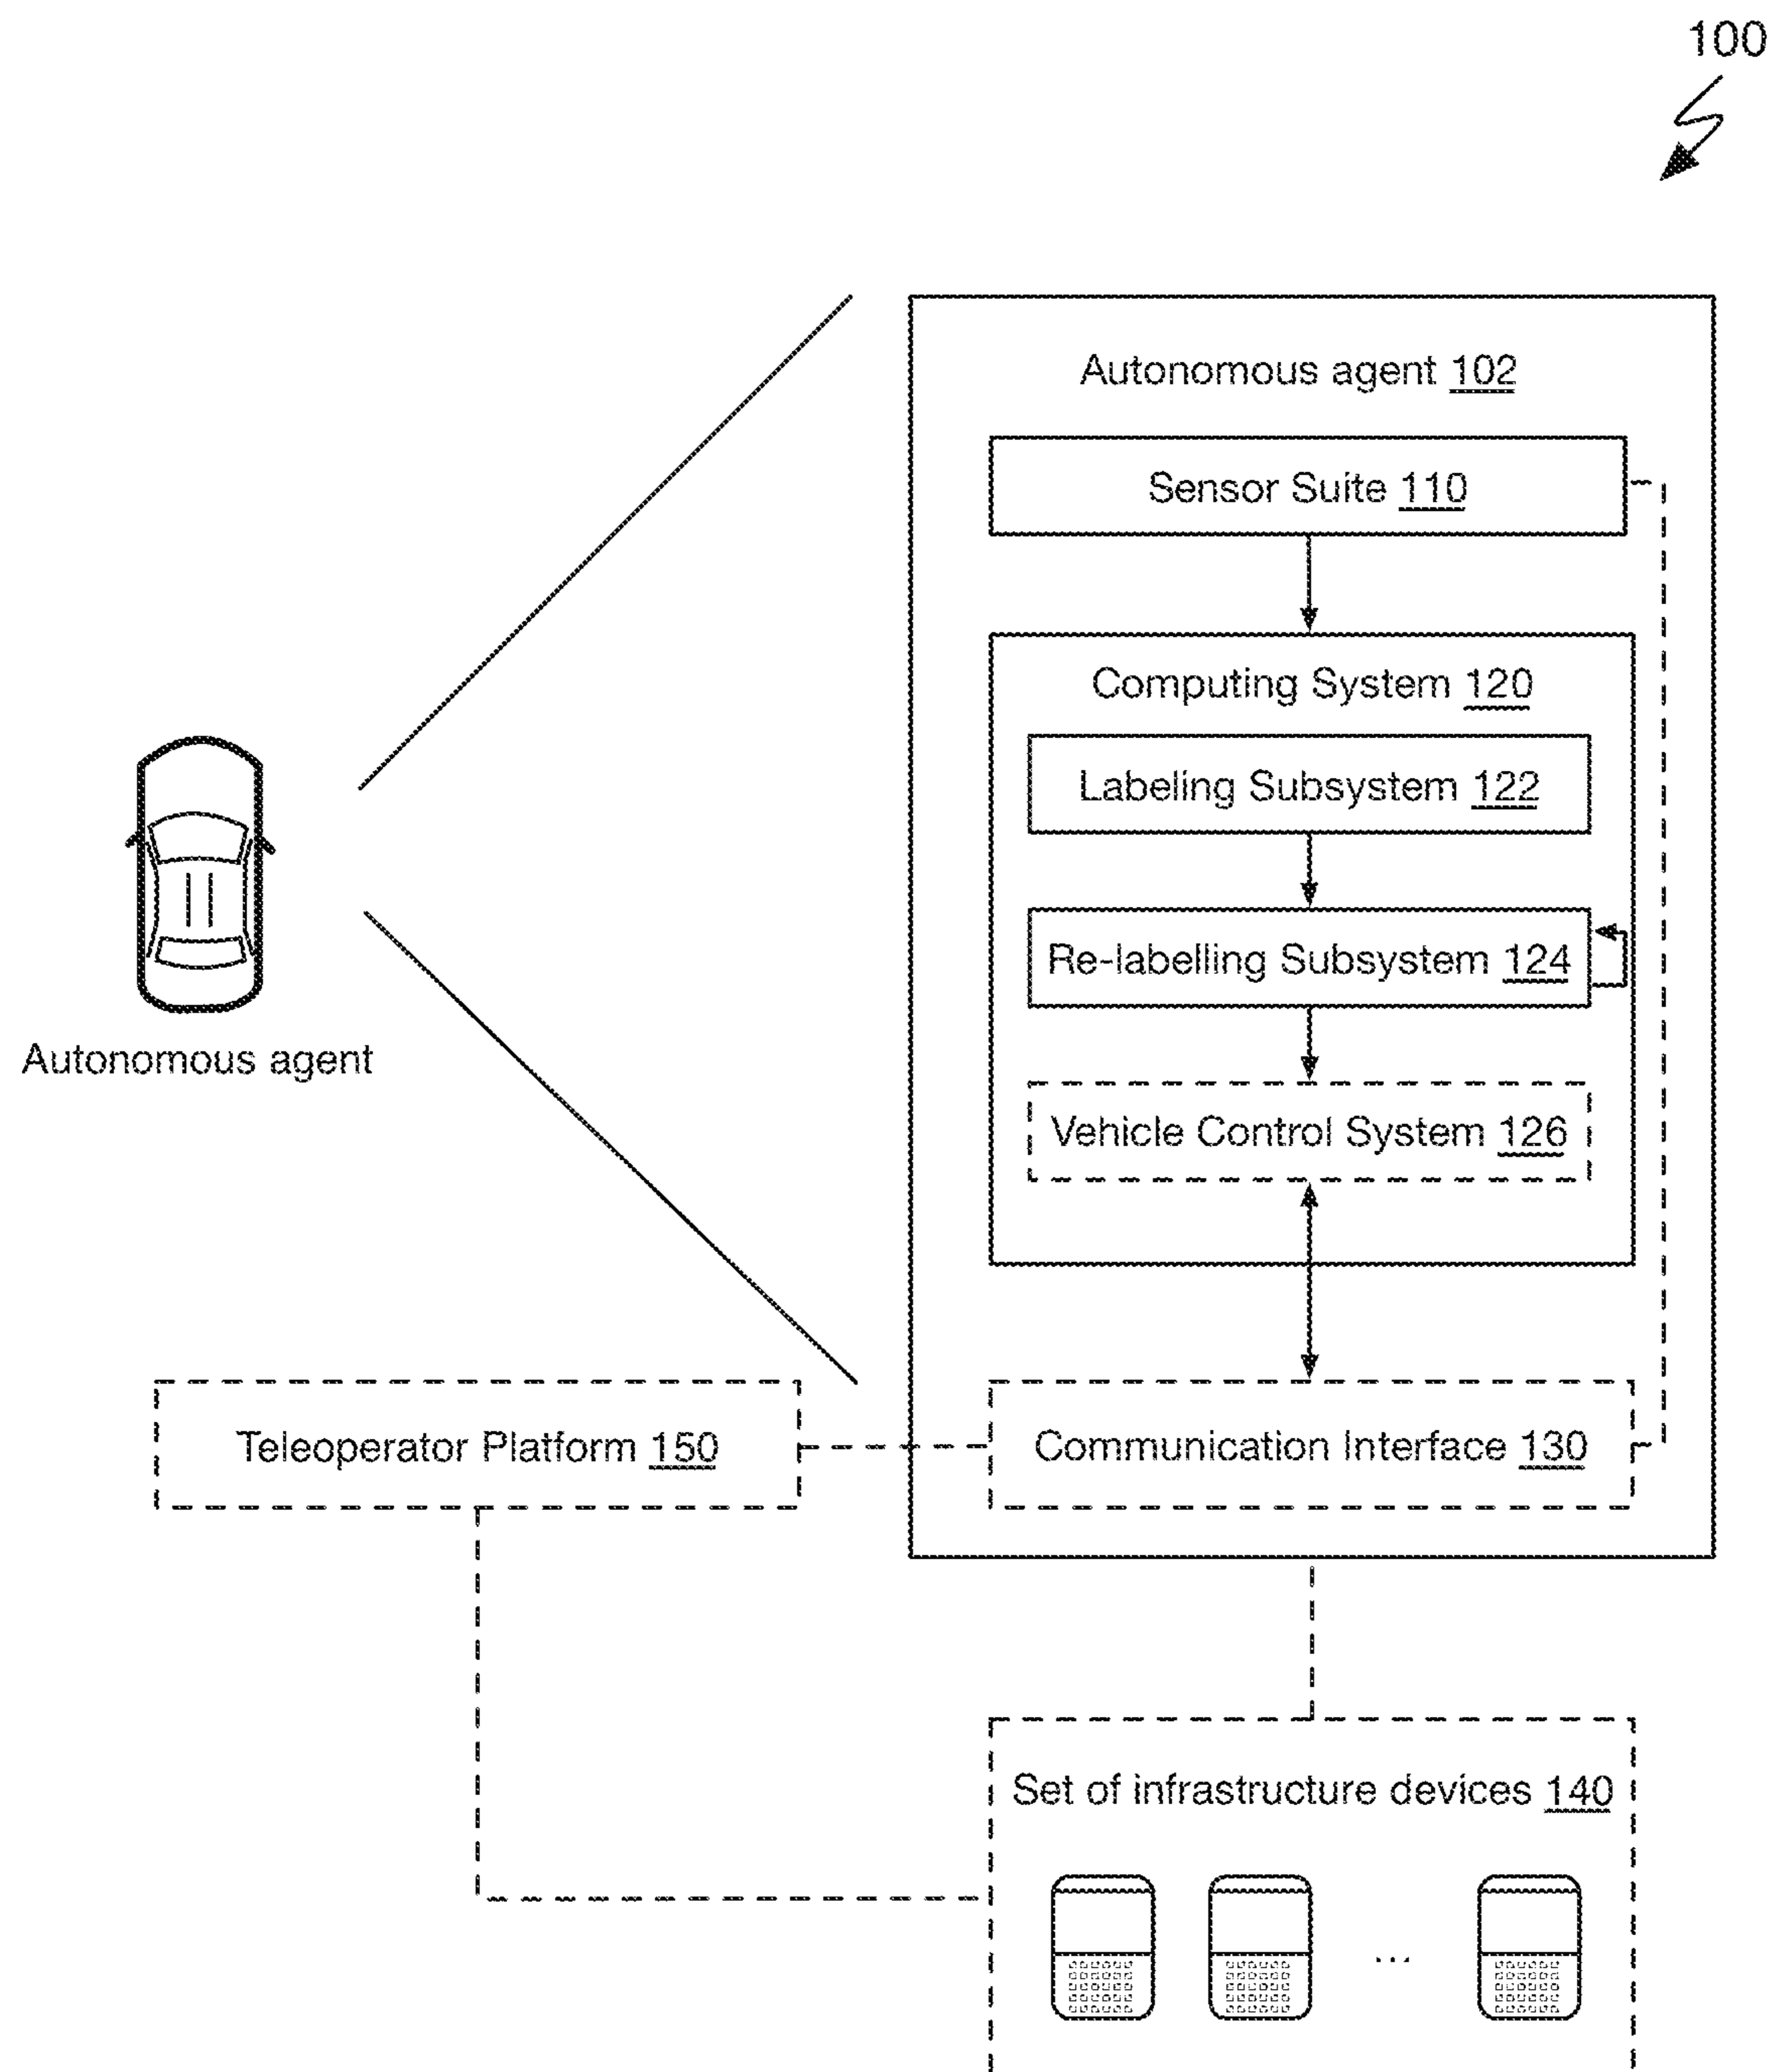 100
Autonomous agent 102
Sensor Suite 110
Computing System 120
Labeling Subsystem 122
Re-labelling Subsystem 124
Autonomous agent
Vehicle Control System 126
Teleoperator Platform 150
Communication Interface 130
Set of infrastructure devices 140
...